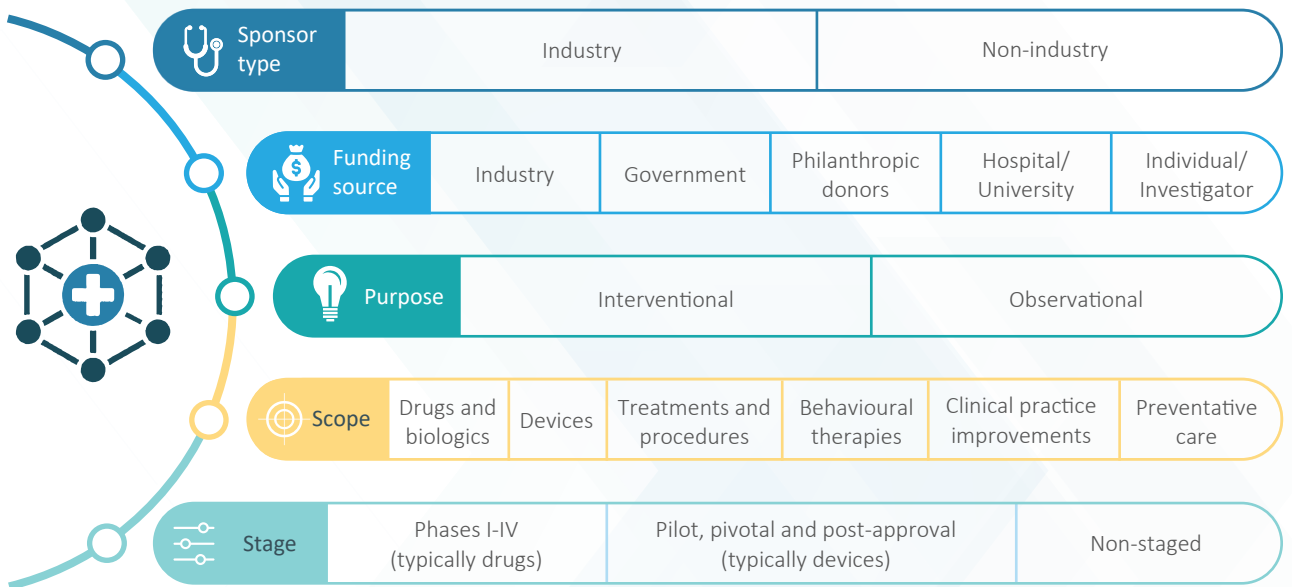 Sponsor
type
Industry
Non-industry
Funding
source
Industry
Government
Philanthropic
donors
Hospital/
University
Individual/
Investigator
Purpose
Interventional
Observational
Scope
Drugs and
biologics
Devices
Treatments and
procedures
Behavioural
therapies
Clinical practice
improvements
Preventative
care
Stage
Phases I-IV
(typically drugs)
Pilot, pivotal and post-approval
(typically devices)
Non-staged